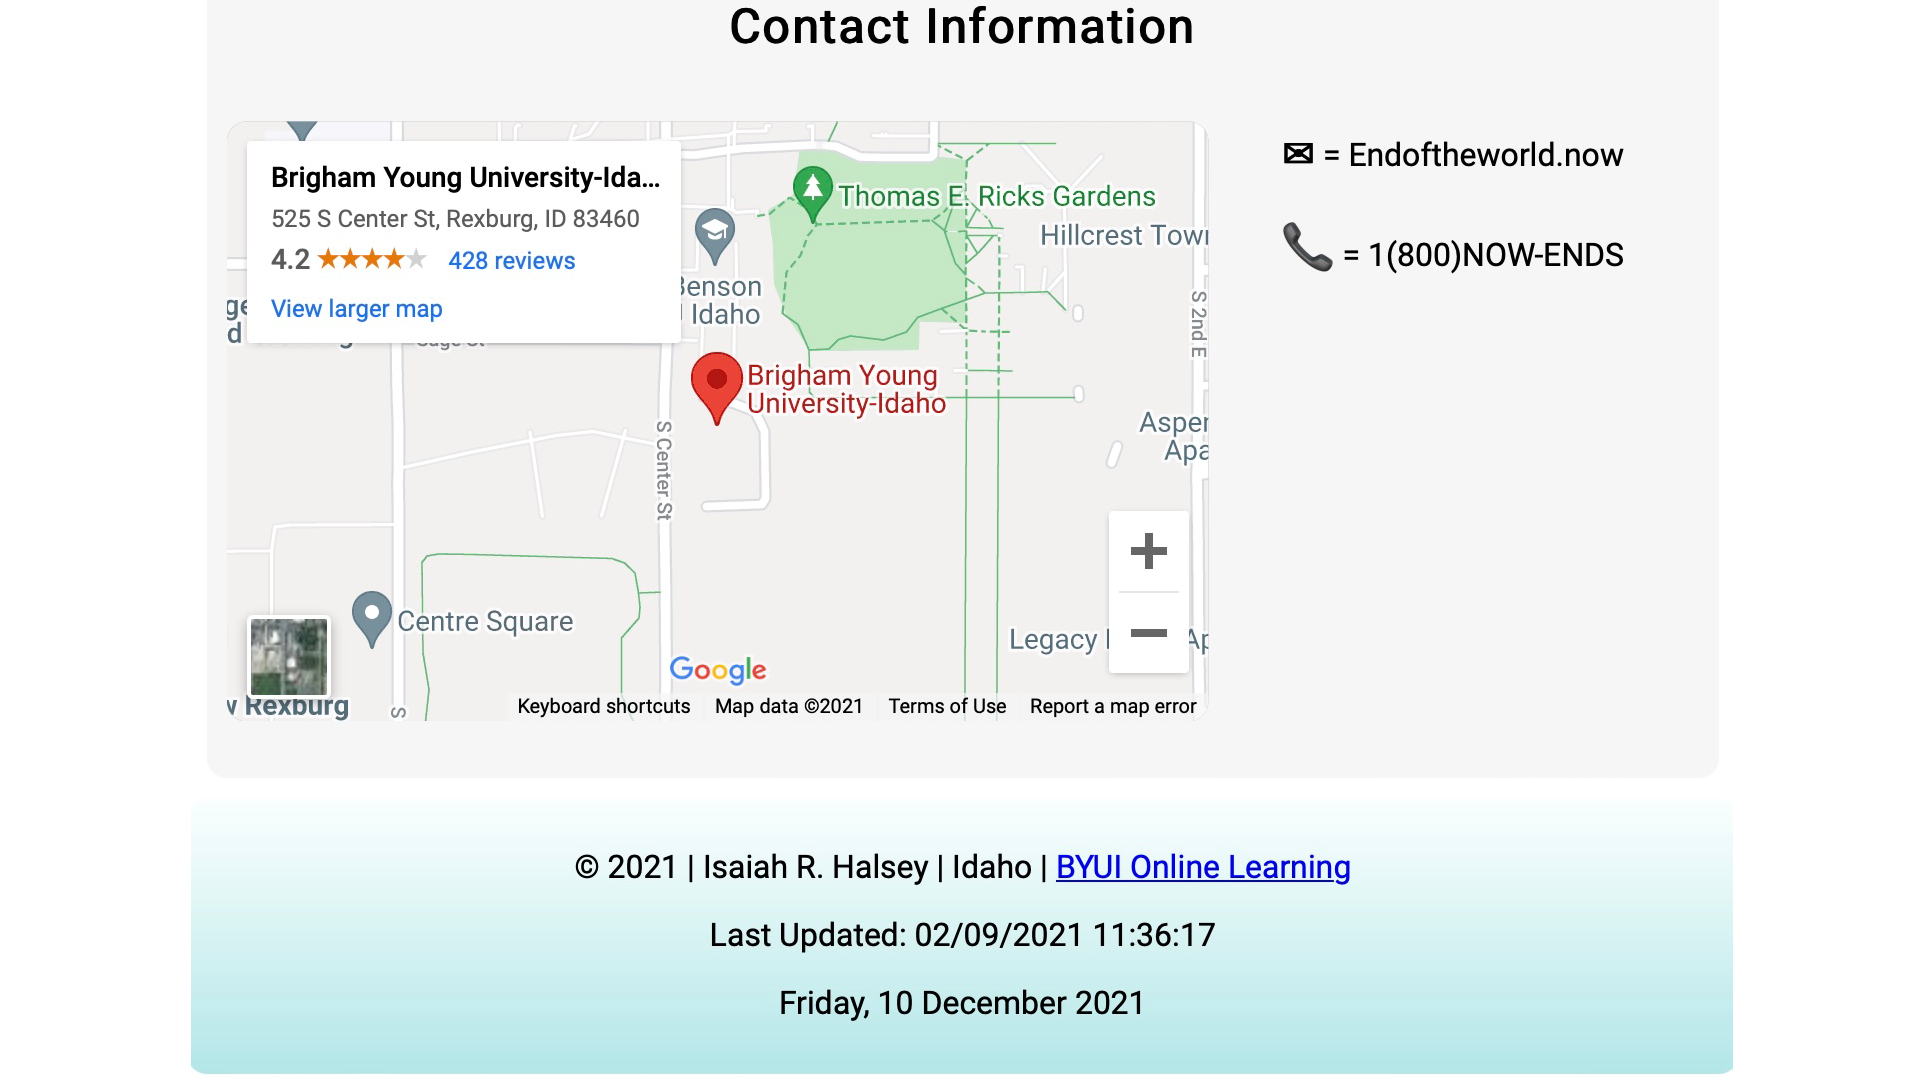 Contact Information
Brigham Young University-Ida...
525 S Center St, Rexburg, ID 83460
4.2 ★★★★★ 428 reviews
View larger map
✉ = Endoftheworld.now
📞 = 1(800)NOW-ENDS
Thomas E. Ricks Gardens
Hillcrest Town
Benson
Idaho
S 2nd E
Brigham Young
University-Idaho
S Center St
Aspen
Apa
Centre Square
Legacy
Ap
Rexburg
S
Google
Keyboard shortcuts
Map data ©2021
Terms of Use
Report a map error
© 2021 | Isaiah R. Halsey | Idaho | BYUI Online Learning
Last Updated: 02/09/2021 11:36:17
Friday, 10 December 2021